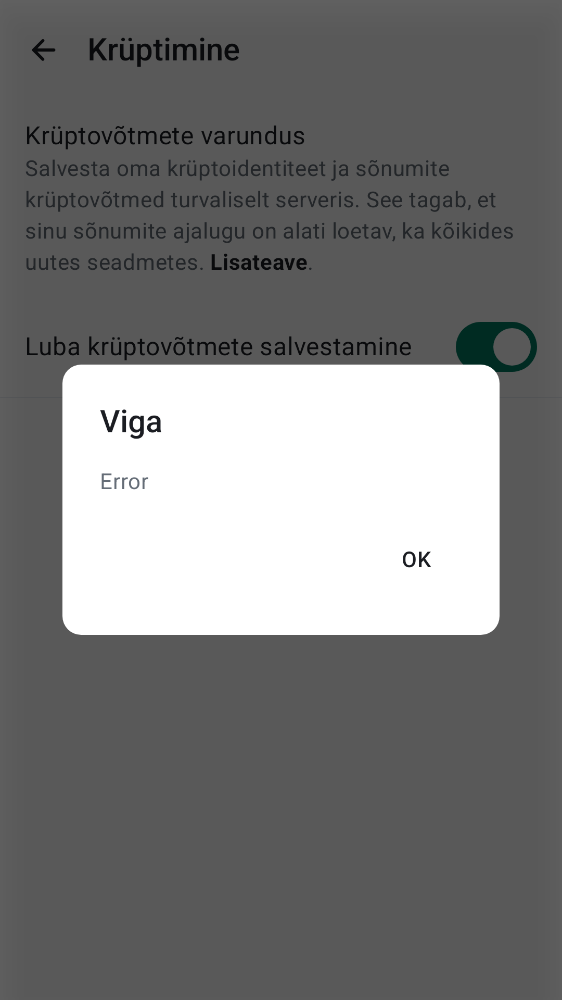 Krüptimine
Krüptovõtmete varundus
Salvesta oma krüptoidentiteet ja sõnumite
krüptovõtmed turvaliselt serveris. See tagab, et
sinu sõnumite ajalugu on alati loetav, ka kõikides
uutes seadmetes. Lisateave.
Luba krüptovõtmete salvestamine
Viga
Error
OK